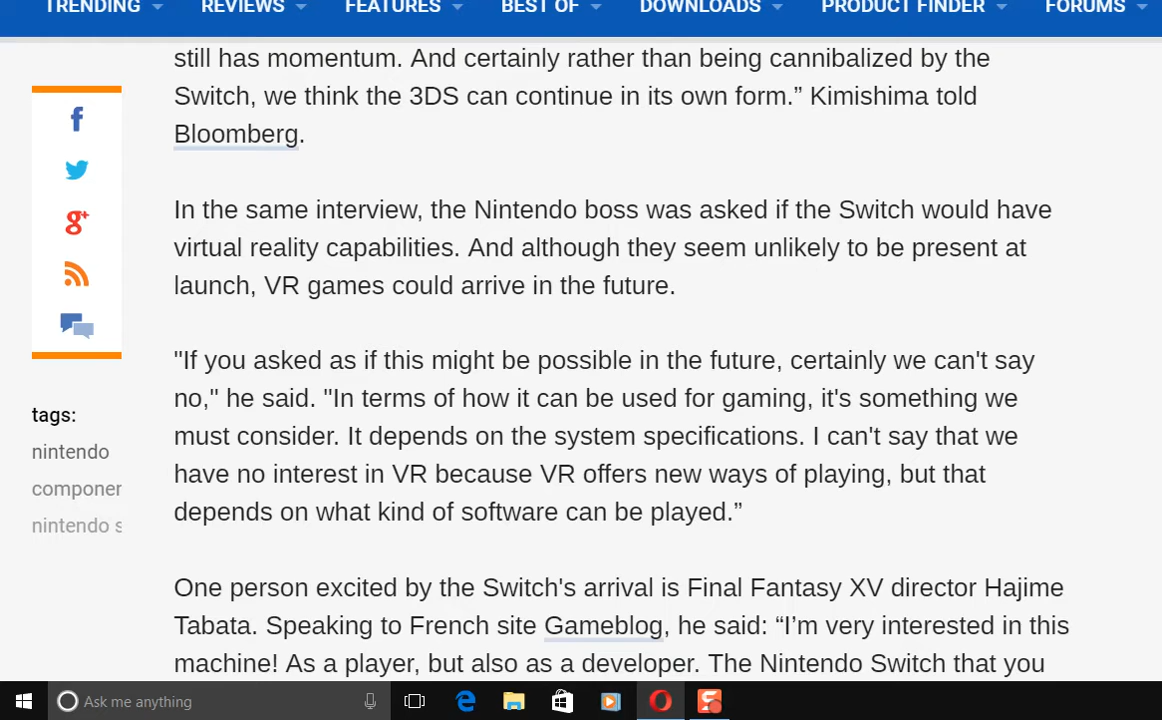 TRENDING REVIEWS FEATURES BEST OF DOWNLOADS PRODUCT FINDER FORUMS
still has momentum. And certainly rather than being cannibalized by the
Switch, we think the 3DS can continue in its own form.” Kimishima told
Bloomberg.
In the same interview, the Nintendo boss was asked if the Switch would have
virtual reality capabilities. And although they seem unlikely to be present at
launch, VR games could arrive in the future.
"If you asked as if this might be possible in the future, certainly we can't say
no," he said. "In terms of how it can be used for gaming, it's something we
must consider. It depends on the system specifications. I can't say that we
have no interest in VR because VR offers new ways of playing, but that
depends on what kind of software can be played.”
One person excited by the Switch's arrival is Final Fantasy XV director Hajime
Tabata. Speaking to French site Gameblog, he said: “I’m very interested in this
machine! As a player, but also as a developer. The Nintendo Switch that you
tags:
nintendo
componer
nintendo s
Ask me anything